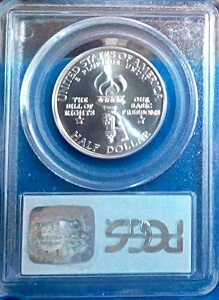 UNITED STATES OF AMERICA
E PLURIBUS UNUM
THE
BILL OF
RIGHTS
OUR
BASIC
FREEDOMS
HALF DOLLAR
PCGS